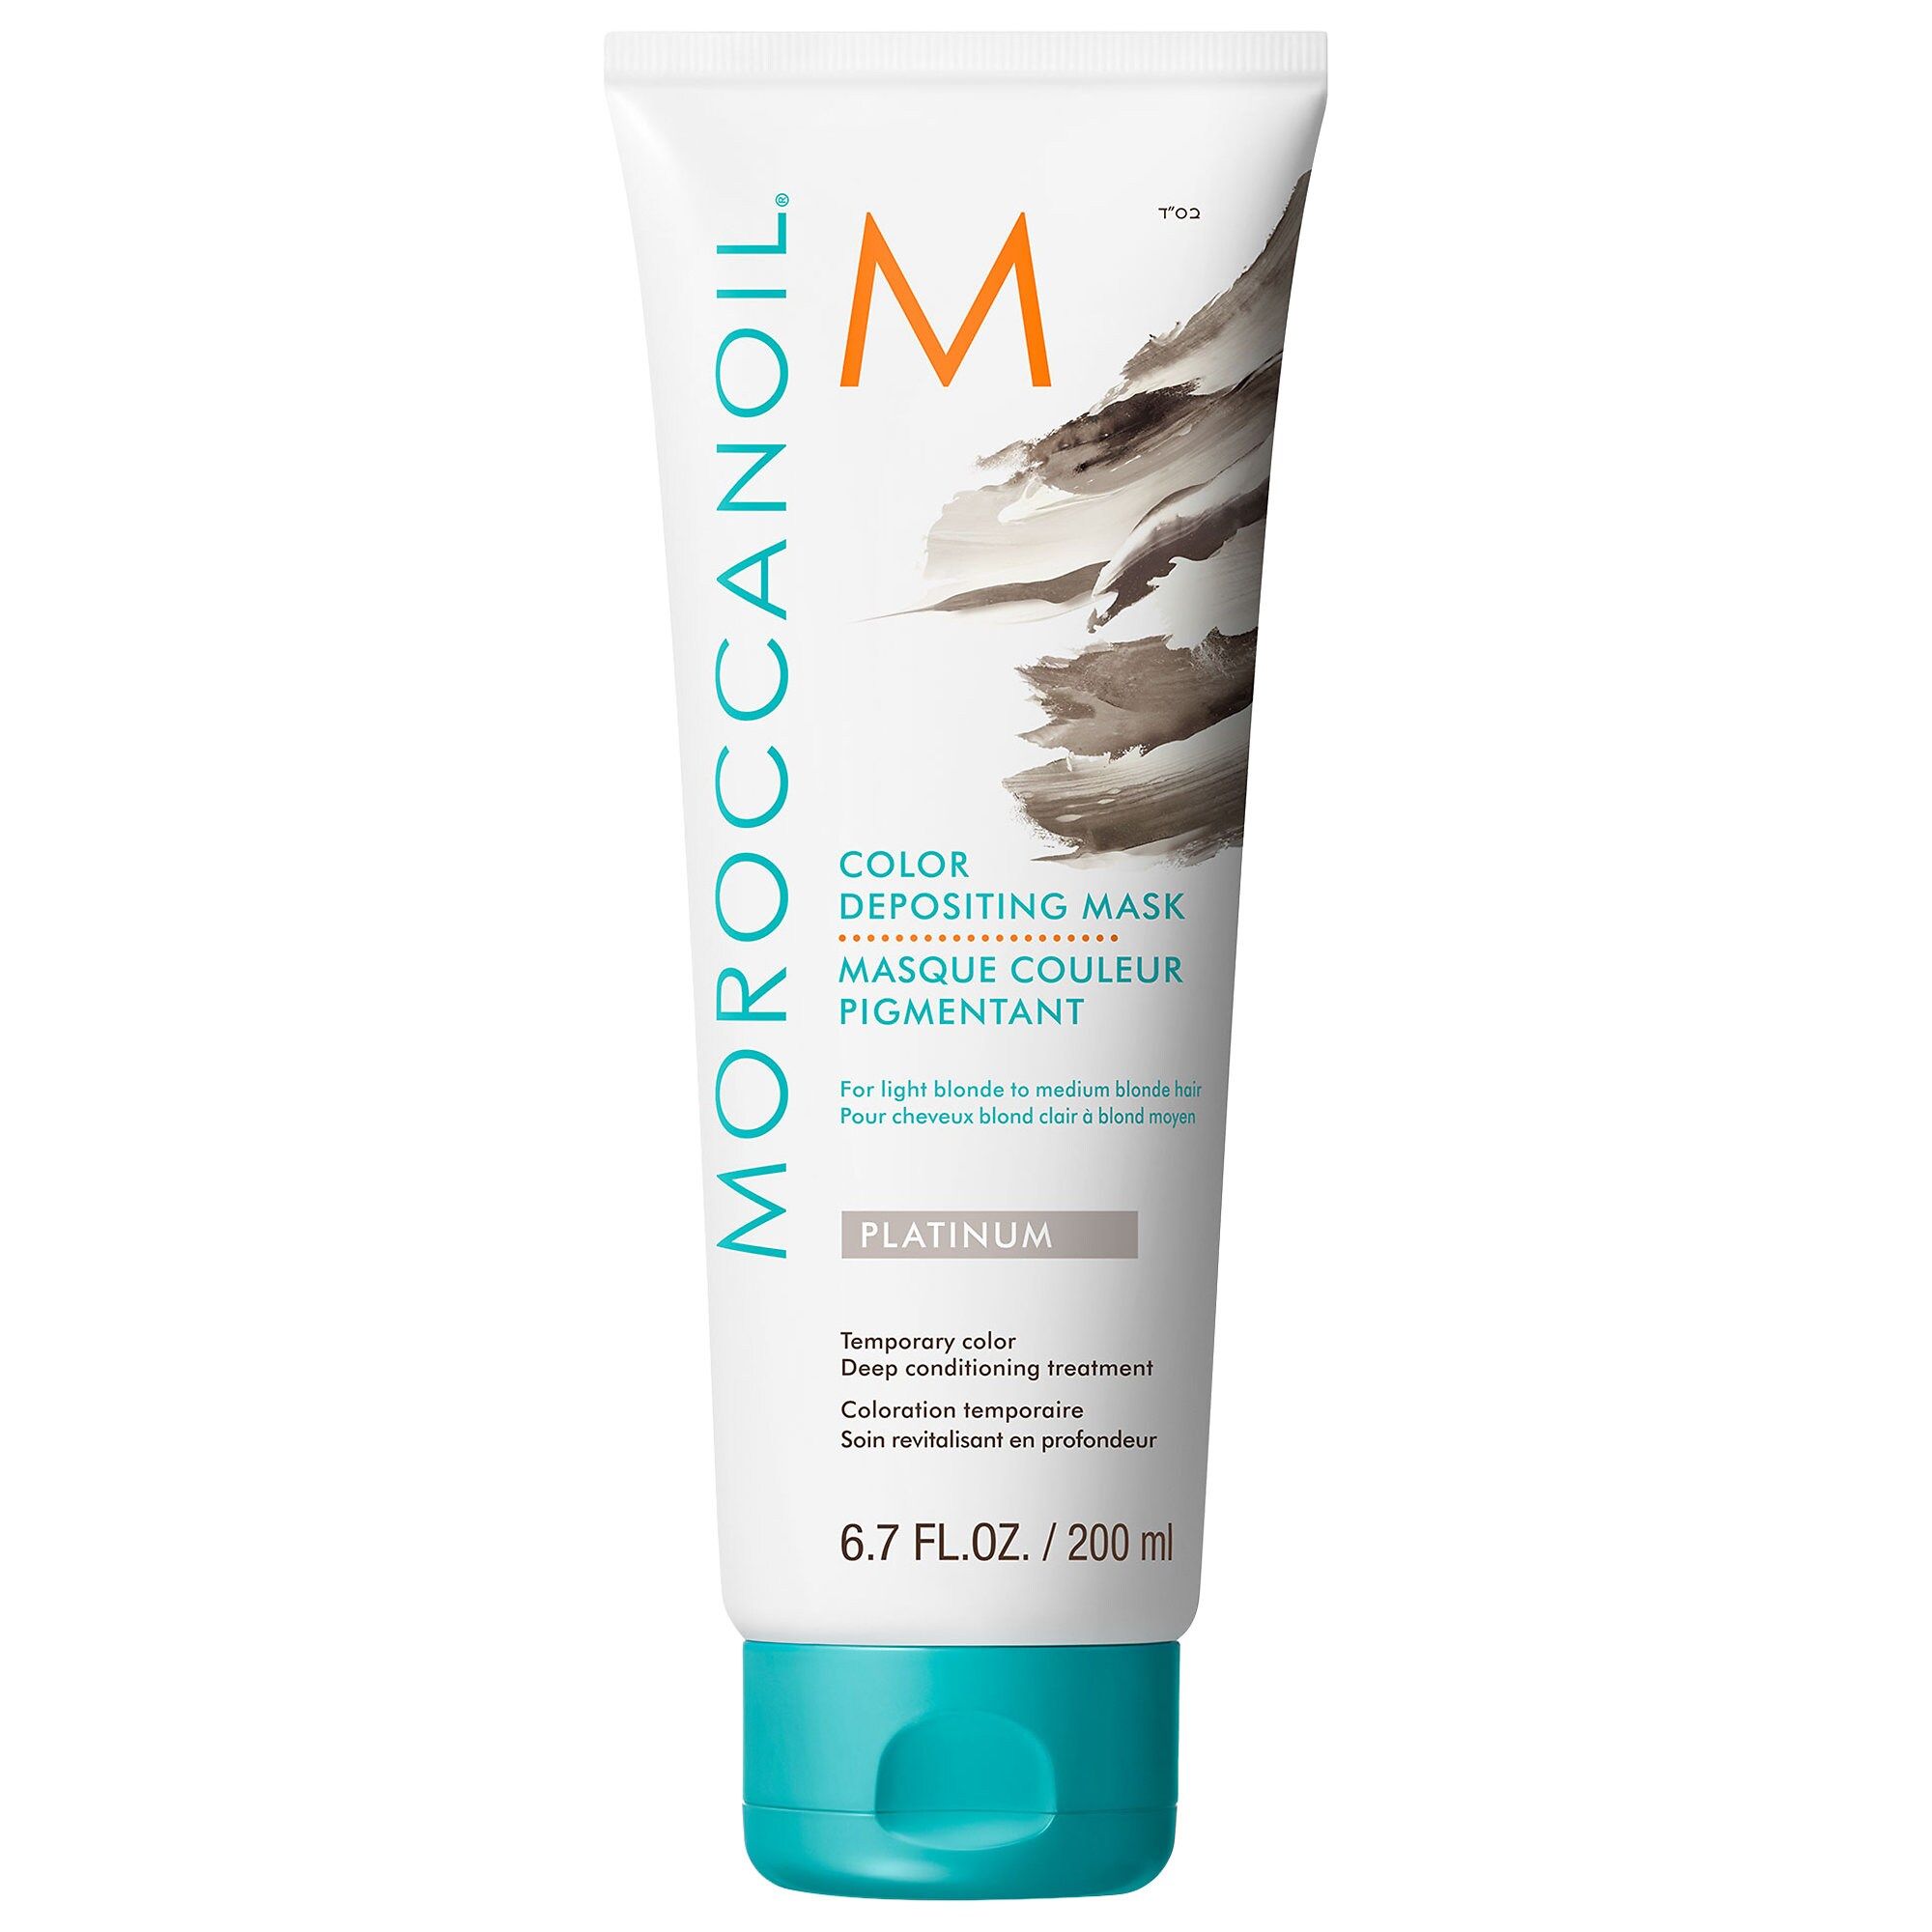 MOROCCANOIL®
M
בס"ד
COLOR
DEPOSITING MASK
MASQUE COULEUR
PIGMENTANT
For light blonde to medium blonde hair
Pour cheveux blond clair à blond moyen
PLATINUM
Temporary color
Deep conditioning treatment
Coloration temporaire
Soin revitalisant en profondeur
6.7 FL.OZ. / 200 ml